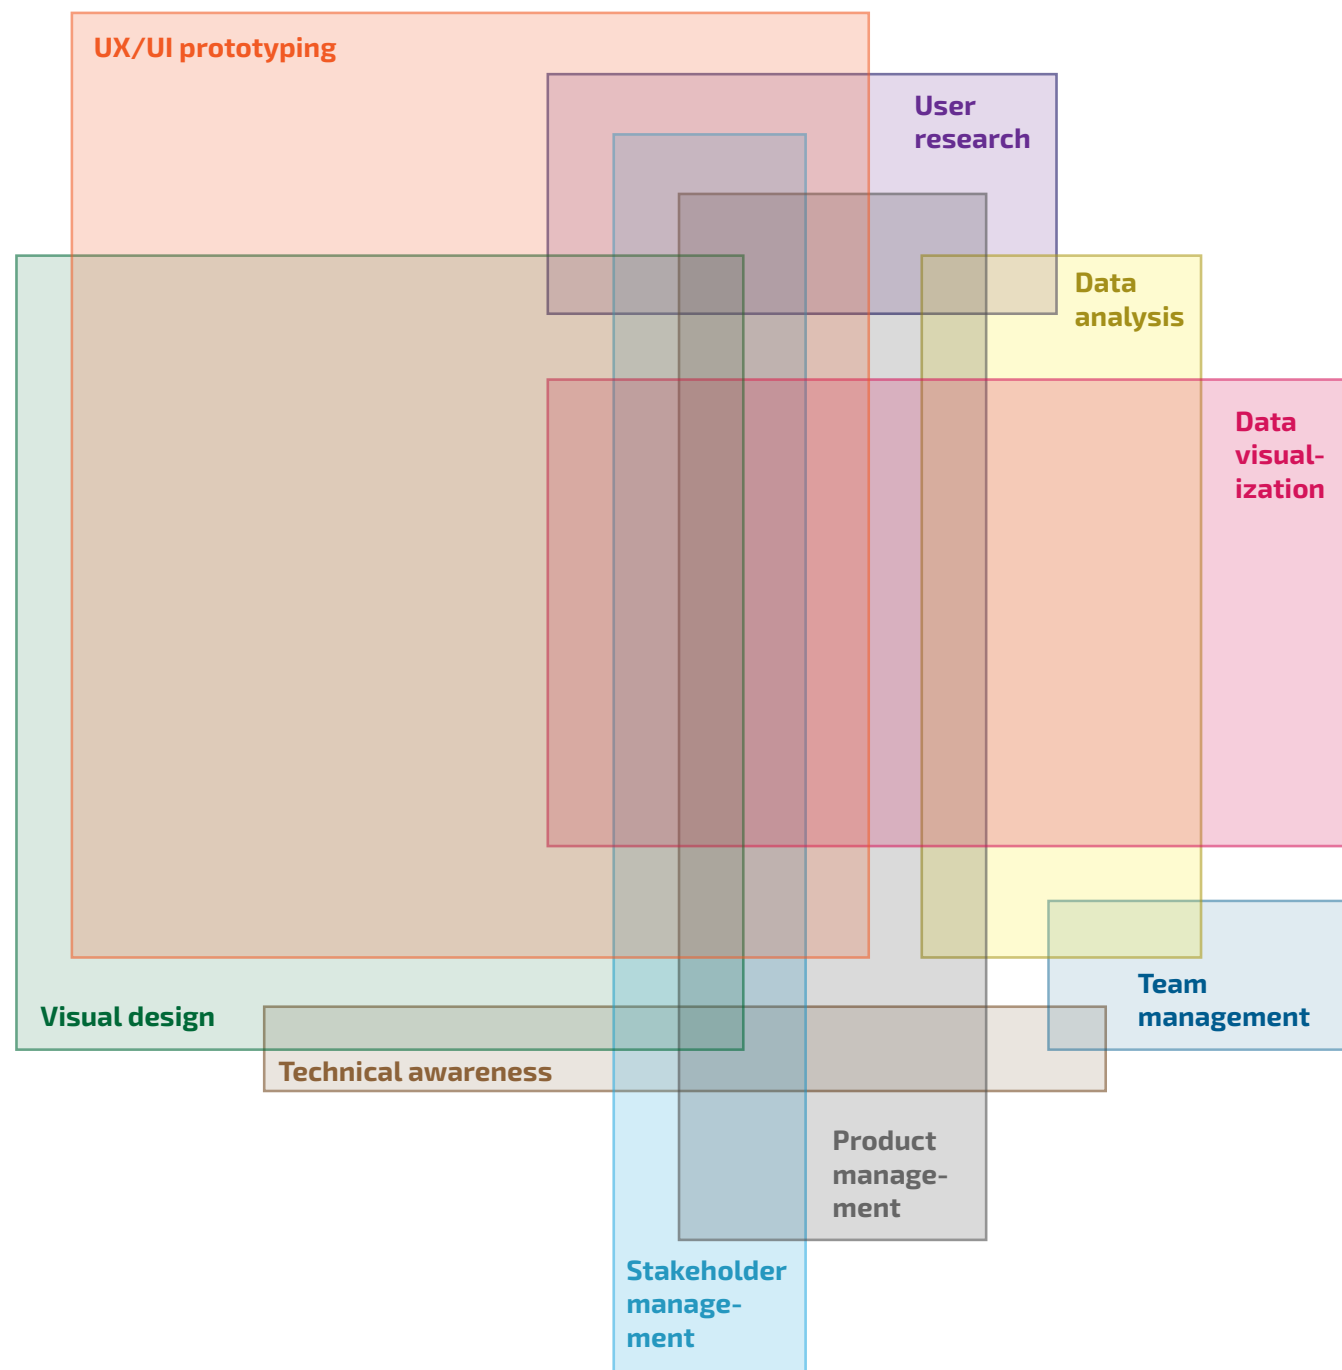 UX/UI prototyping
User
research
Data
analysis
Data
visual-
ization
Team
management
Visual design
Technical awareness
Product
manage-
ment
Stakeholder
manage-
ment